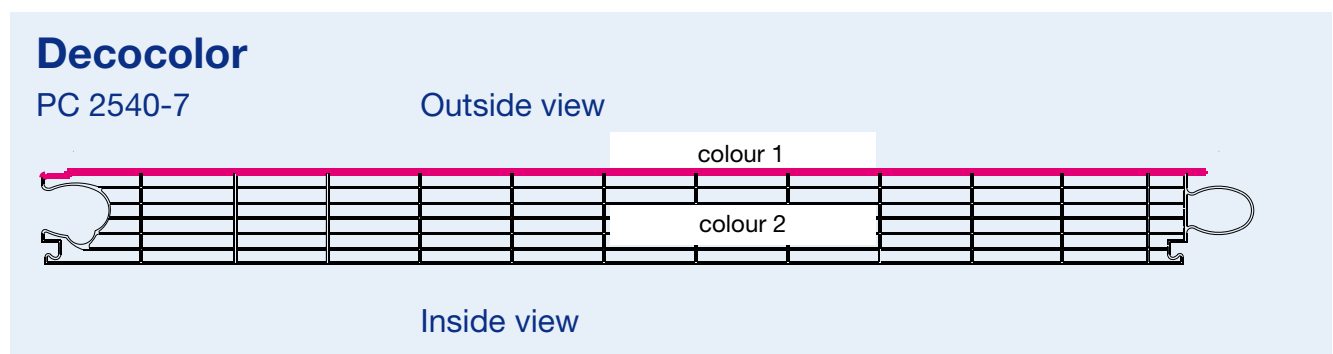 Decocolor
PC 2540-7
Outside view
colour 1
colour 2
Inside view